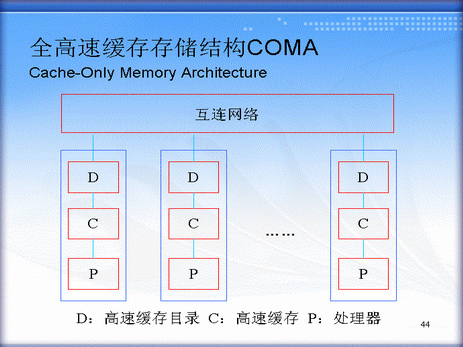 全高速缓存存储结构COMA
Cache-Only Memory Architecture
互连网络
D D D
C C …… C
P P P
D：高速缓存目录 C：高速缓存 P：处理器
44